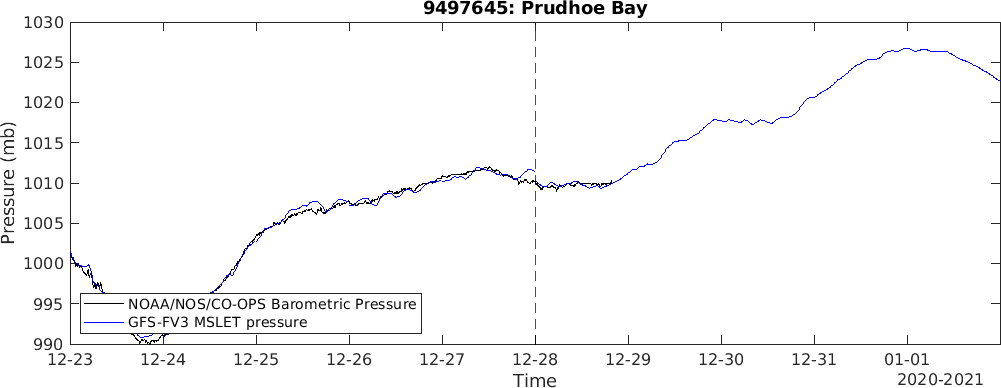 9497645: Prudhoe Bay
1030
1025
1020
1015
1010
1005
1000
995
990
Pressure (mb)
NOAA/NOS/CO-OPS Barometric Pressure
GFS-FV3 MSLET pressure
12-23 12-24 12-25 12-26 12-27 12-28 12-29 12-30 12-31 01-01
Time
2020-2021